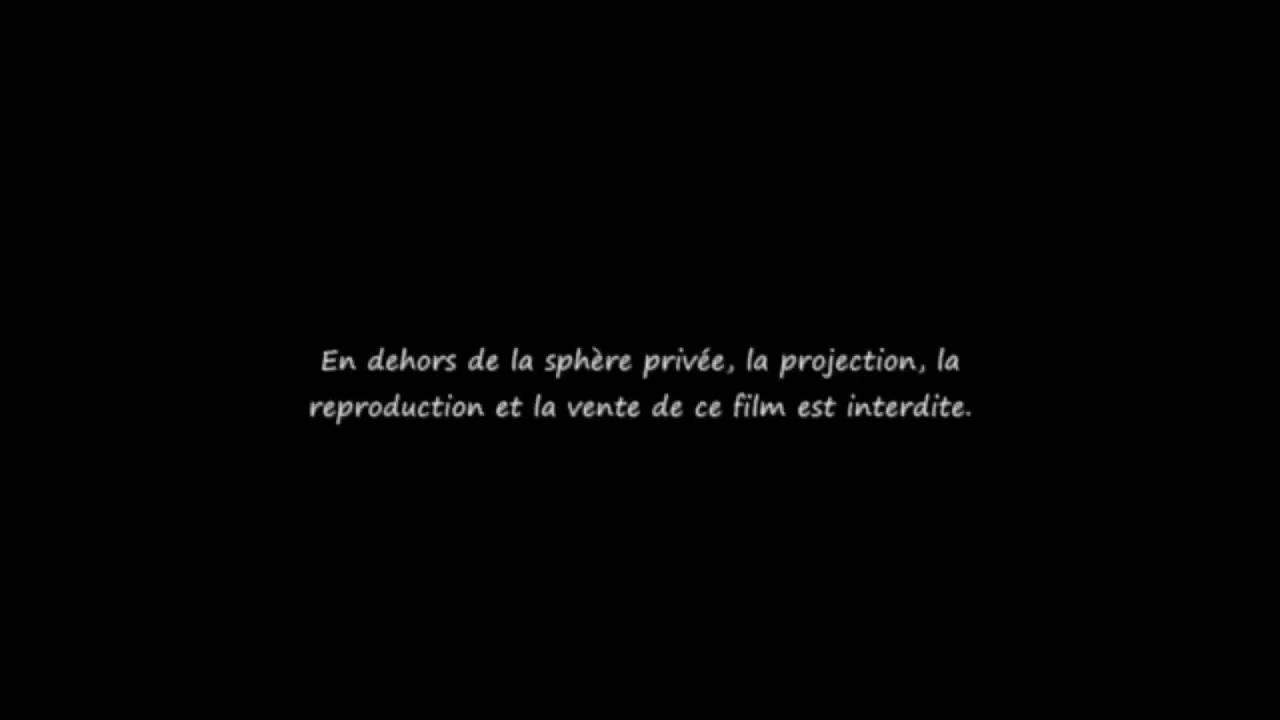 En dehors de la sphère privée, la projection, la
reproduction et la vente de ce film est interdite.